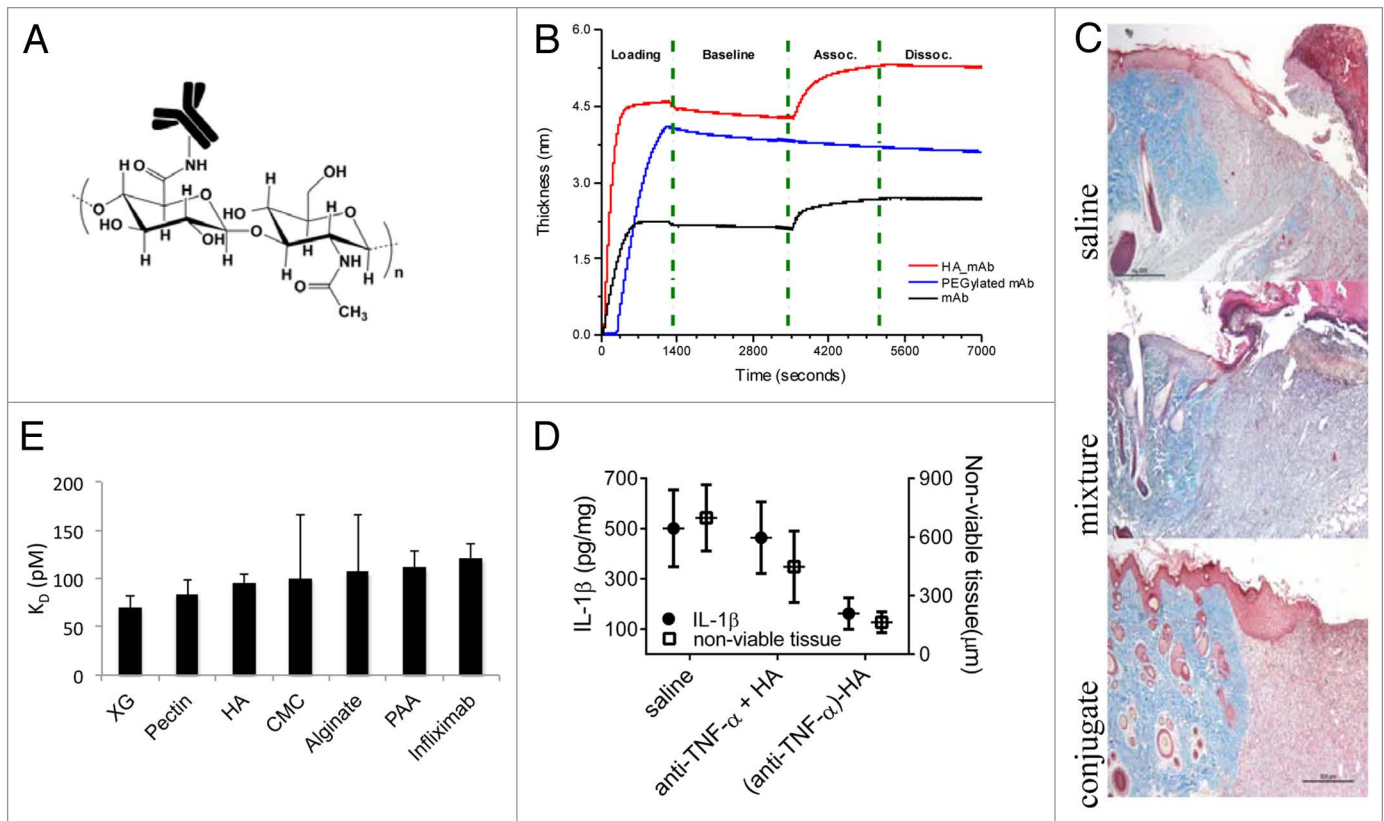 A
NH
O
H
O
H
O
HO
H
H
OH
H
n
OH
H
H
HO
H
H
O
O
H
H
NH
O
CH3
B
Loading
Baseline
Assoc.
Dissoc.
6.0
4.5
3.0
1.5
0.0
Thickness (nm)
0
1400
2800
4200
5600
7000
Time (seconds)
HA_mAb
PEGylated mAb
mAb
C
saline
mixture
conjugate
E
KD (pM)
200
150
100
50
0
XG
Pectin
HA
CMC
Alginate
PAA
Infliximab
D
IL-1β (pg/mg)
700
500
300
100
Non-viable tissue(μm)
900
600
300
0
IL-1β
non-viable tissue
saline
anti-TNF-α + HA
(anti-TNF-α)-HA